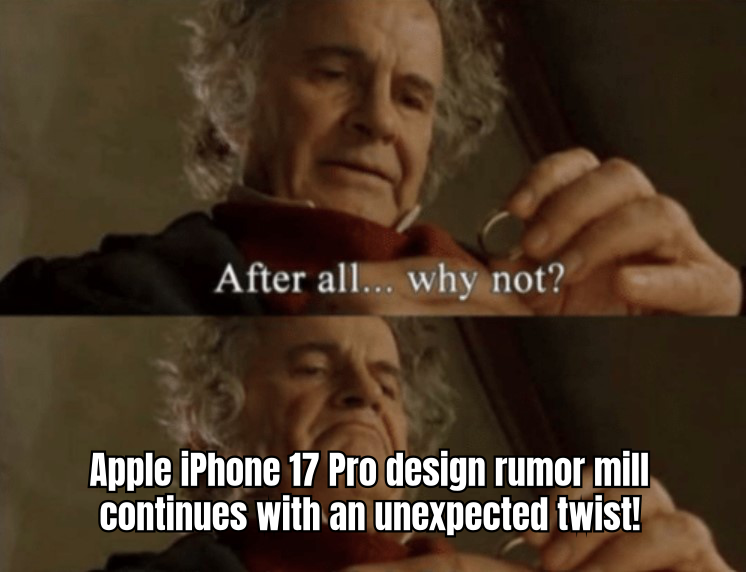 After all... why not?
Apple iPhone 17 Pro design rumor mill
continues with an unexpected twist!